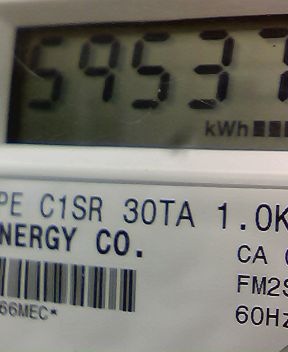 59537
kWh
PE C1SR 30TA 1.0K
NERGY CO.
CA
FM2S
66MEC*
60Hz